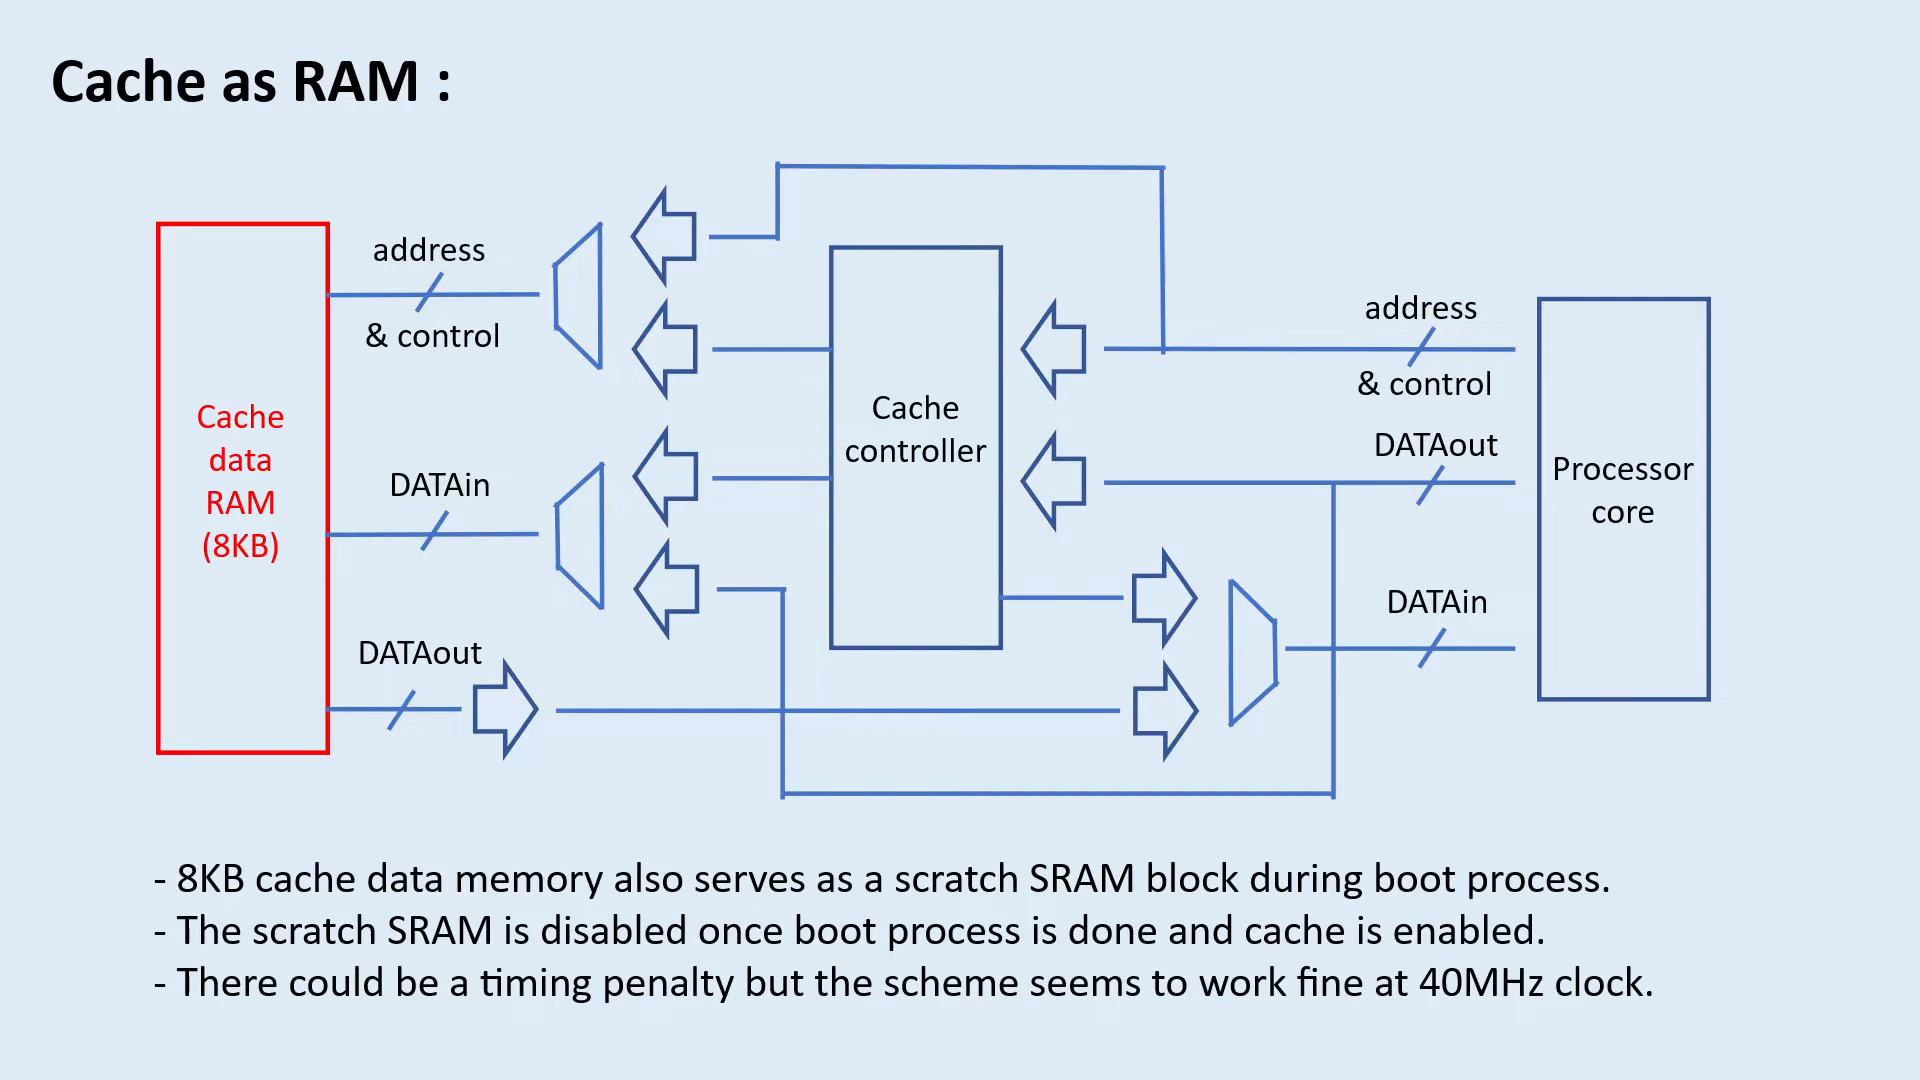 Cache as RAM :
address
& control
Cache
data
RAM
(8KB)
DATAin
DATAout
Cache
controller
address
& control
DATAout
DATAin
Processor
core
- 8KB cache data memory also serves as a scratch SRAM block during boot process.
- The scratch SRAM is disabled once boot process is done and cache is enabled.
- There could be a timing penalty but the scheme seems to work fine at 40MHz clock.